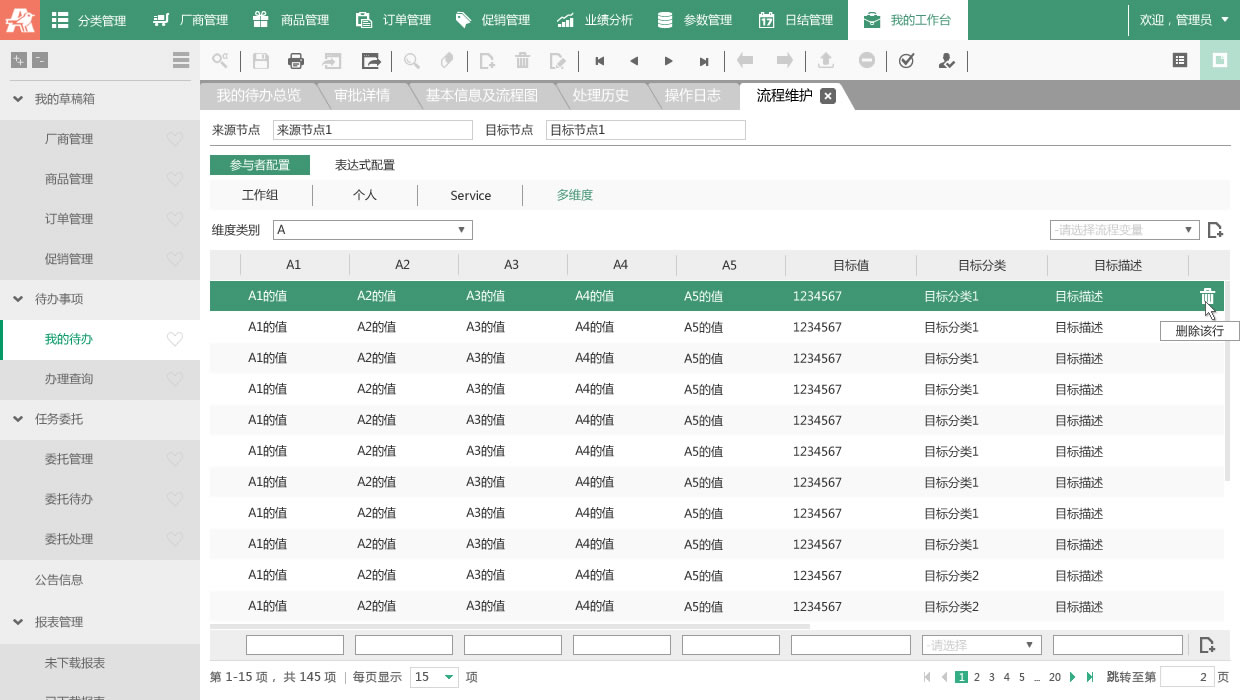 分类管理 厂商管理 商品管理 订单管理 促销管理 业绩分析 参数管理 日结管理 我的工作台 欢迎，管理员
我的草稿箱
厂商管理
商品管理
订单管理
促销管理
待办事项
我的待办
办理查询
任务委托
委托管理
委托待办
委托处理
公告信息
报表管理
未下载报表
已下载报表
我的待办总览 审批详情 基本信息及流程图 处理历史 操作日志 流程维护
来源节点 来源节点1 目标节点 目标节点1
参与者配置 表达式配置
工作组 个人 Service 多维度
维度类别 A -请选择流程变量
A1 A2 A3 A4 A5 目标值 目标分类 目标描述
A1的值 A2的值 A3的值 A4的值 A5的值 1234567 目标分类1 目标描述
删除该行
A1的值 A2的值 A3的值 A4的值 A5的值 1234567 目标分类1 目标描述
A1的值 A2的值 A3的值 A4的值 A5的值 1234567 目标分类1 目标描述
A1的值 A2的值 A3的值 A4的值 A5的值 1234567 目标分类1 目标描述
A1的值 A2的值 A3的值 A4的值 A5的值 1234567 目标分类1 目标描述
A1的值 A2的值 A3的值 A4的值 A5的值 1234567 目标分类1 目标描述
A1的值 A2的值 A3的值 A4的值 A5的值 1234567 目标分类1 目标描述
A1的值 A2的值 A3的值 A4的值 A5的值 1234567 目标分类1 目标描述
A1的值 A2的值 A3的值 A4的值 A5的值 1234567 目标分类1 目标描述
A1的值 A2的值 A3的值 A4的值 A5的值 1234567 目标分类2 目标描述
A1的值 A2的值 A3的值 A4的值 A5的值 1234567 目标分类2 目标描述
-请选择
第 1-15 项，共 145 项 | 每页显示 15 项 1 2 3 4 5 ... 20 跳转至第 2 页